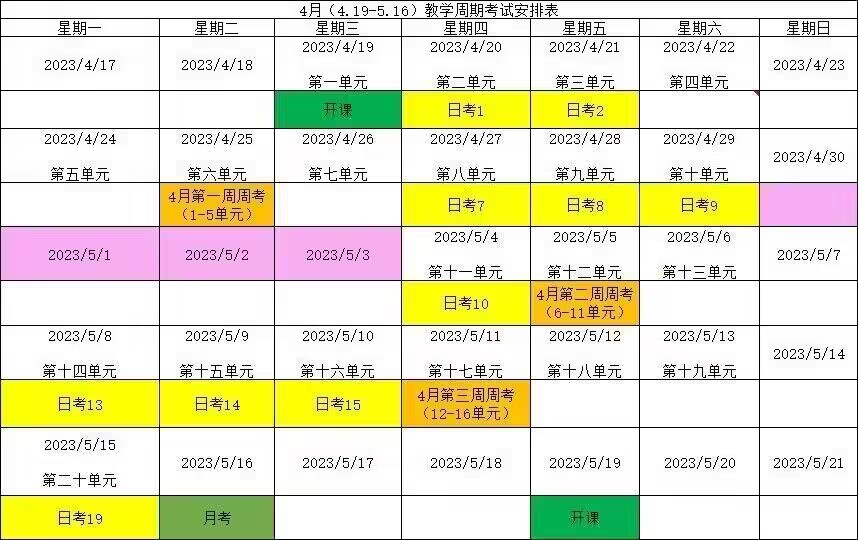 4月（4.19-5.16）教学周期考试安排表
星期一 星期二 星期三 星期四 星期五 星期六 星期日
2023/4/17 2023/4/18 2023/4/19 2023/4/20 2023/4/21 2023/4/22 2023/4/23
第一单元 第二单元 第三单元 第四单元
开课 日考1 日考2
2023/4/24 2023/4/25 2023/4/26 2023/4/27 2023/4/28 2023/4/29 2023/4/30
第五单元 第六单元 第七单元 第八单元 第九单元 第十单元
4月第一周周考 日考7 日考8 日考9
（1-5单元）
2023/5/1 2023/5/2 2023/5/3 2023/5/4 2023/5/5 2023/5/6 2023/5/7
第十一单元 第十二单元 第十三单元
日考10 4月第二周周考
（6-11单元）
2023/5/8 2023/5/9 2023/5/10 2023/5/11 2023/5/12 2023/5/13 2023/5/14
第十四单元 第十五单元 第十六单元 第十七单元 第十八单元 第十九单元
日考13 日考14 日考15 4月第三周周考
（12-16单元）
2023/5/15 2023/5/16 2023/5/17 2023/5/18 2023/5/19 2023/5/20 2023/5/21
第二十单元
日考19 月考 开课